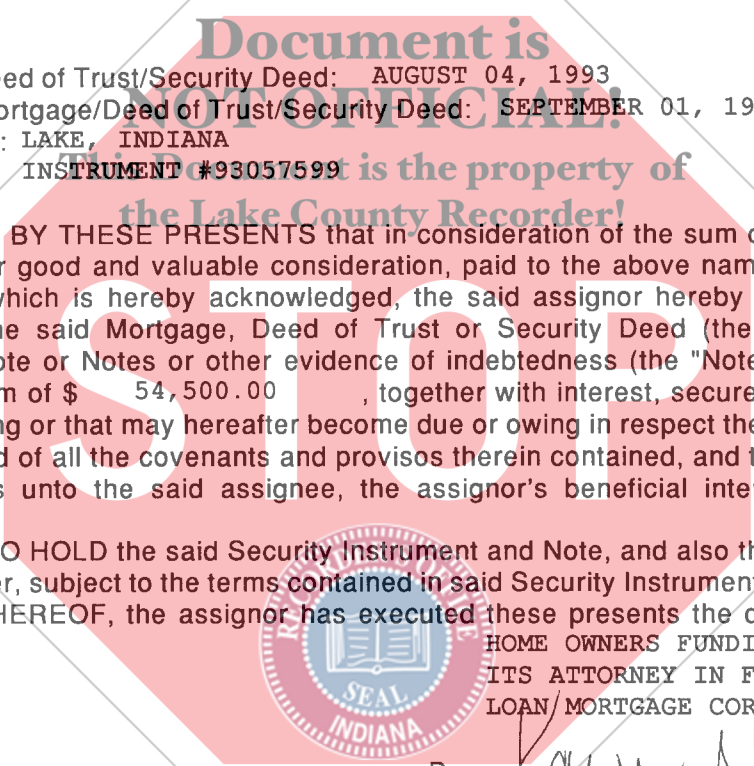 Document is
eed of Trust/Security Deed: AUGUST 04, 1993
NOT OFFICIAL!
ortgage/Deed of Trust/Security Deed: SEPTEMBER 01, 19
: LAKE, INDIANA
This Document is the property of
INSTRUMENT #93057599
the Lake County Recorder!
BY THESE PRESENTS that in consideration of the sum
r good and valuable consideration, paid to the above nam
which is hereby acknowledged, the said assignor hereby
he said Mortgage, Deed of Trust or Security Deed (the
ote or Notes or other evidence of indebtedness (the "Note
m of $ 54,500.00 , together with interest, secure
ng or that may hereafter become due or owing in respect the
d of all the covenants and provisos therein contained, and t
s unto the said assignee, the assignor's beneficial inte
STOP
O HOLD the said Security Instrument and Note, and also th
er, subject to the terms contained in said Security Instrumen
HEREOF, the assignor has executed these presents the d
HOME OWNERS FUNDI
ITS ATTORNEY IN F
LOAN/MORTGAGE COR
SEAL
INDIANA